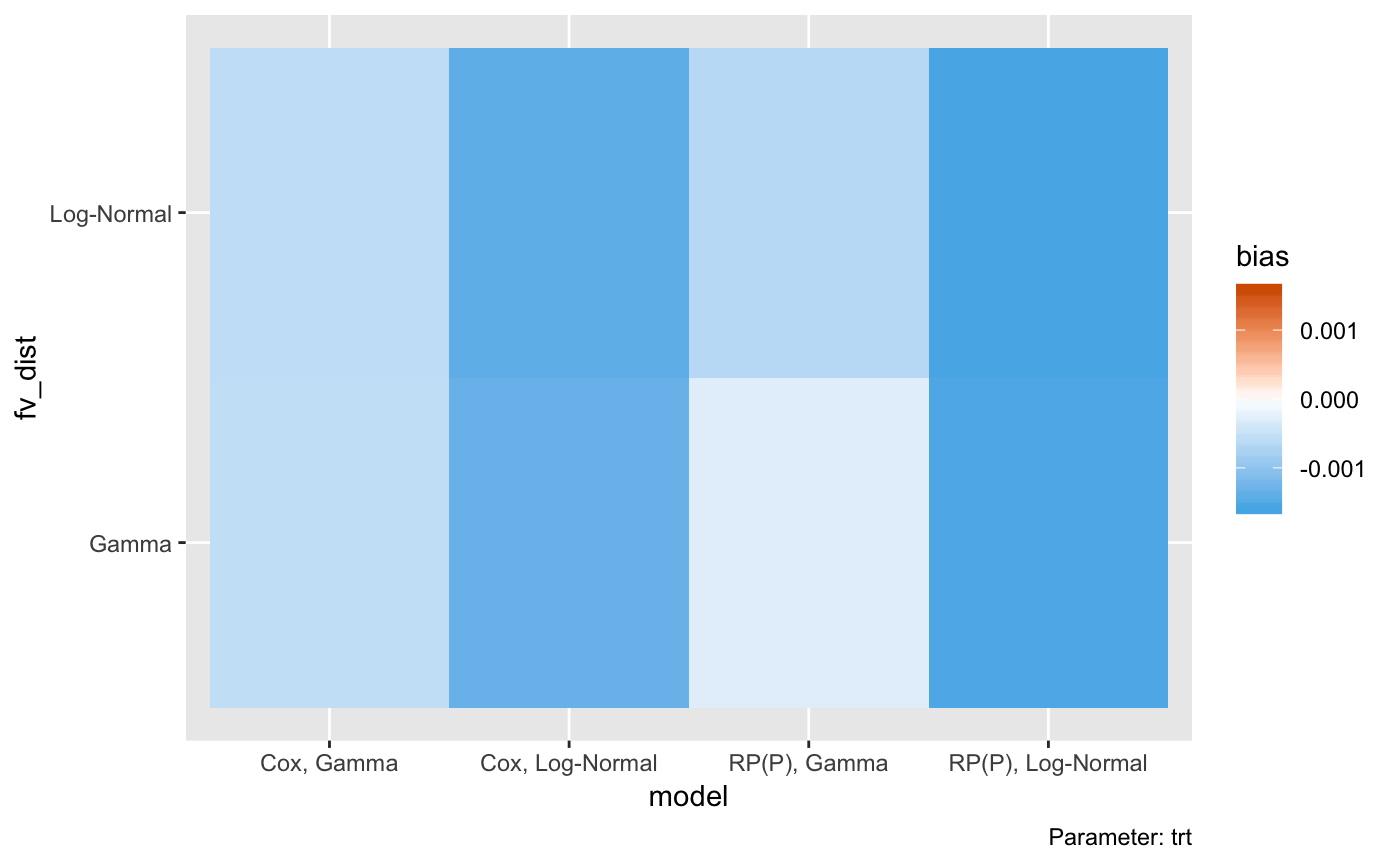 Log-Normal
Gamma
fv_dist
Cox, Gamma
Cox, Log-Normal
RP(P), Gamma
RP(P), Log-Normal
model
bias
0.001
0.000
-0.001
Parameter: trt